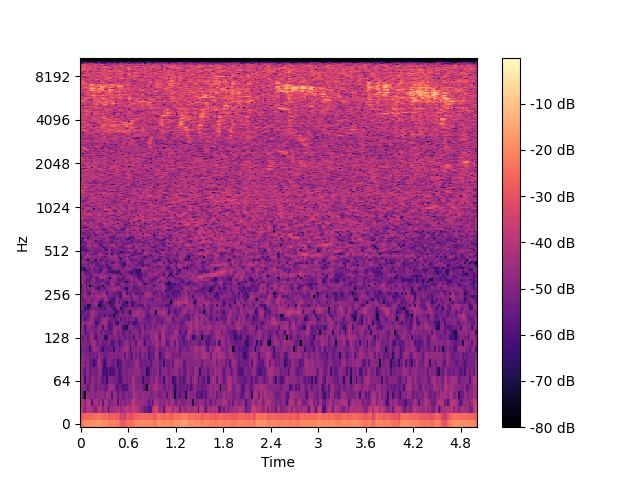 8192
4096
2048
1024
512
256
128
64
0
Hz
0 0.6 1.2 1.8 2.4 3 3.6 4.2 4.8
Time
-10 dB
-20 dB
-30 dB
-40 dB
-50 dB
-60 dB
-70 dB
-80 dB